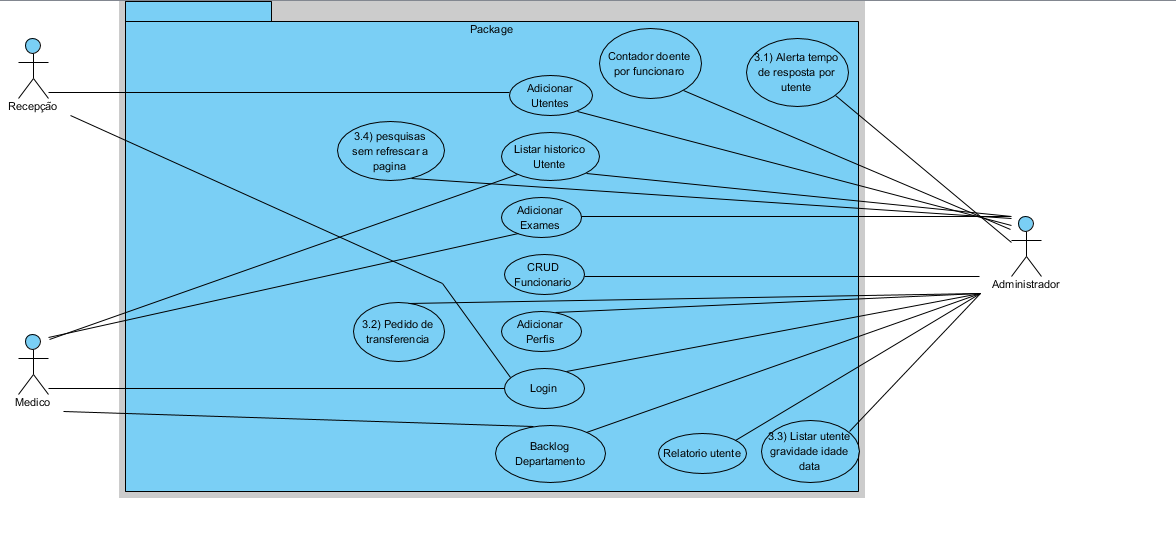 Package
Contador doente
por funcionaro
3.1) Alerta tempo
de resposta por
utente
Recepção
Adicionar
Utentes
3.4) pesquisas
sem refrescar a
pagina
Listar historico
Utente
Adicionar
Exames
CRUD
Funcionario
Administrador
3.2) Pedido de
transferencia
Adicionar
Perfis
Medico
Login
Backlog
Departamento
Relatorio utente
3.3) Listar utente
gravidade idade
data